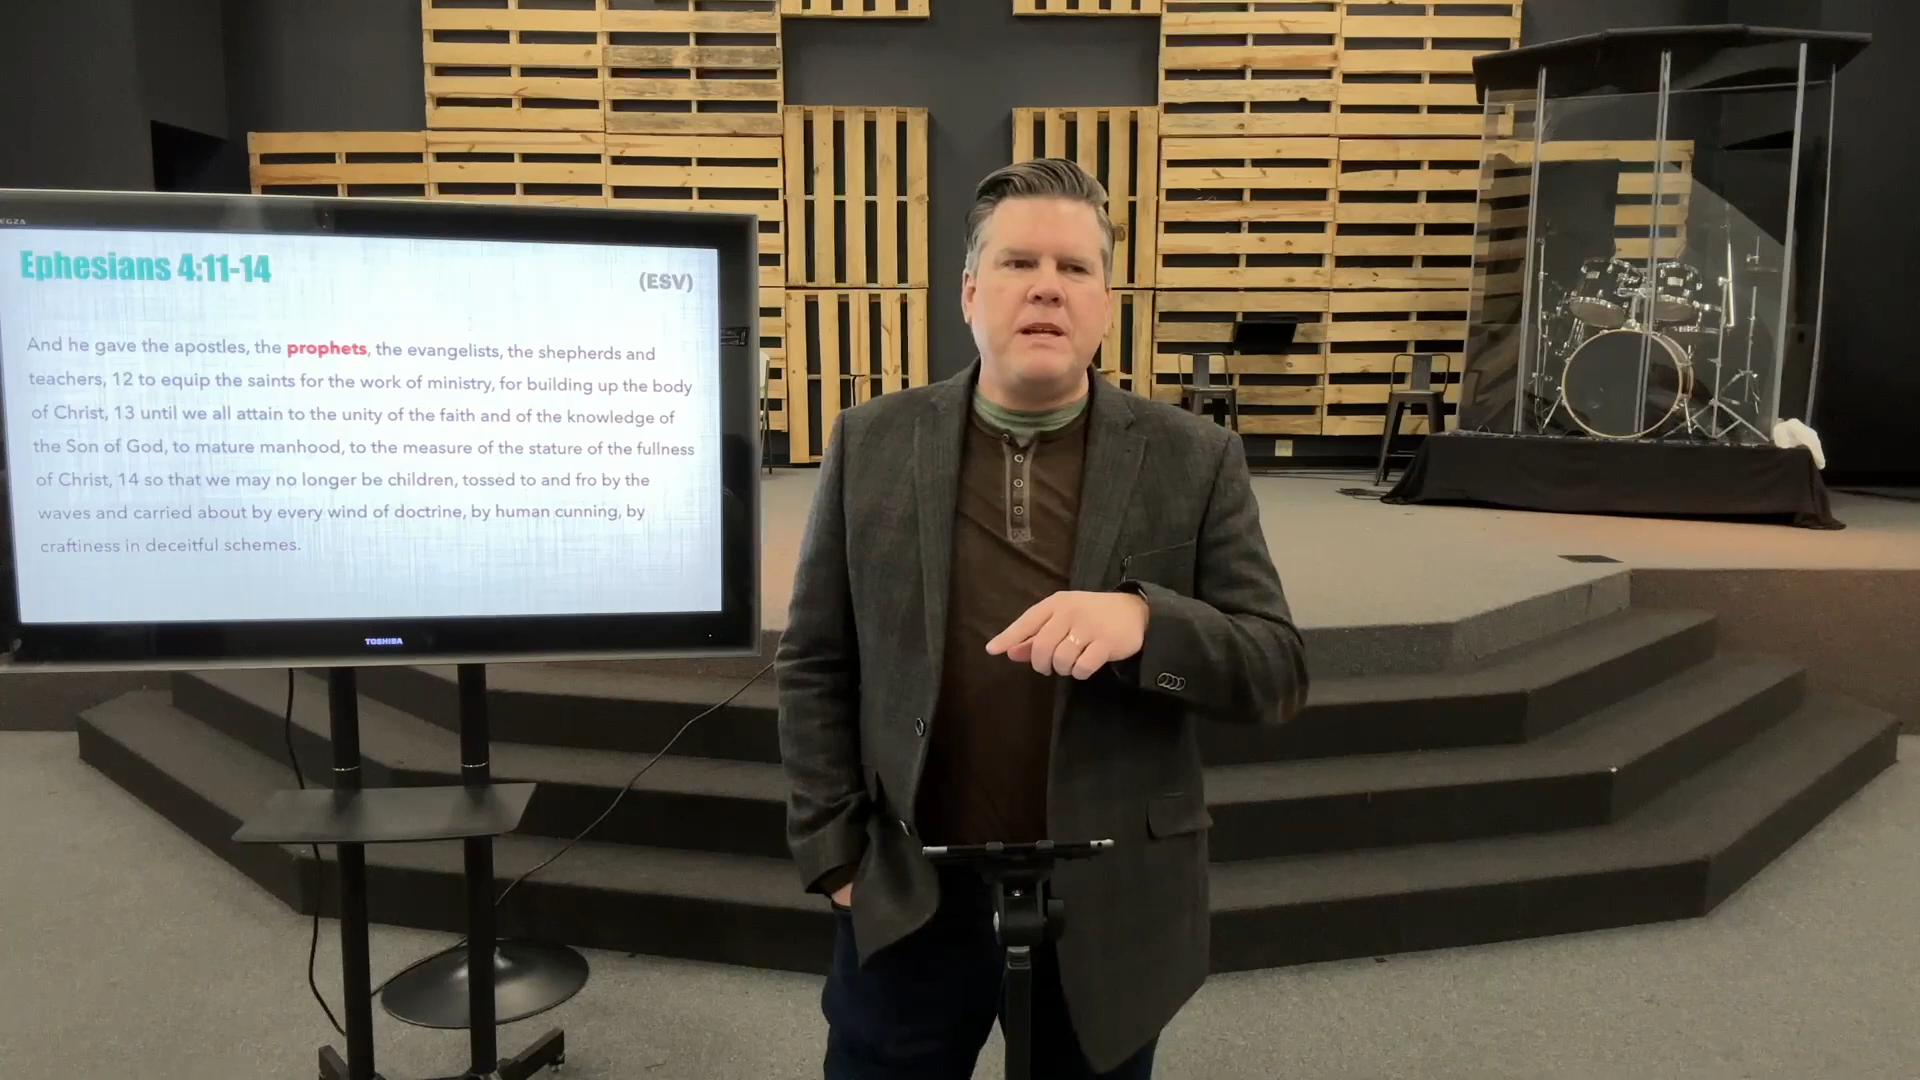 EGZA
Ephesians 4:11-14
(ESV)
And he gave the apostles, the prophets, the evangelists, the shepherds and
teachers, 12 to equip the saints for the work of ministry, for building up the body
of Christ, 13 until we all attain to the unity of the faith and of the knowledge of
the Son of God, to mature manhood, to the measure of the stature of the fullness
of Christ, 14 so that we may no longer be children, tossed to and fro by the
waves and carried about by every wind of doctrine, by human cunning, by
craftiness in deceitful schemes.
TOSHIBA